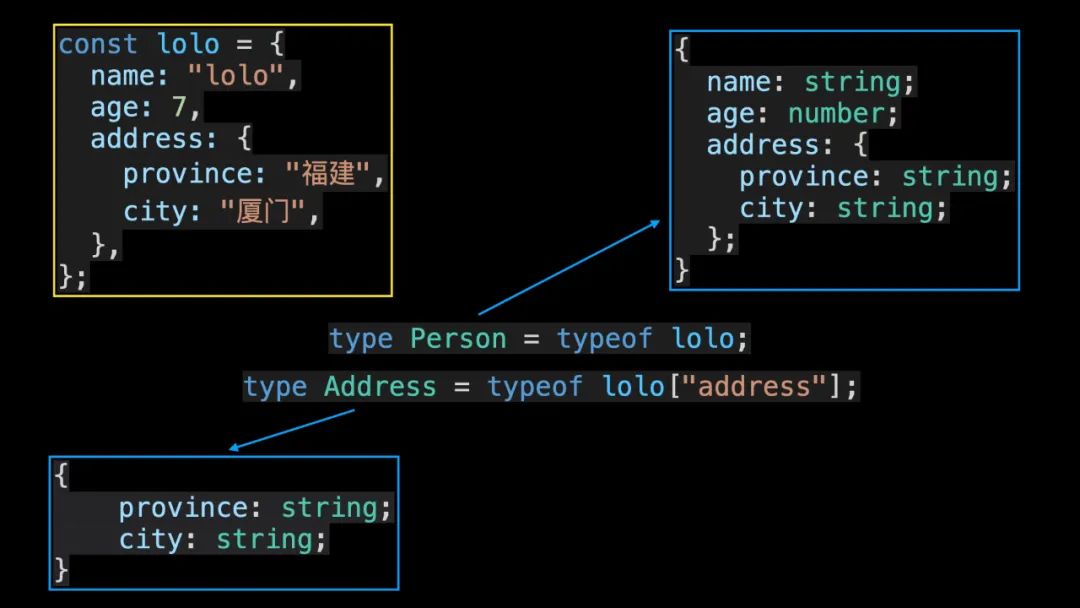 const lolo = {
  name: "lolo",
  age: 7,
  address: {
    province: "福建",
    city: "厦门",
  },
};
{
  name: string;
  age: number;
  address: {
    province: string;
    city: string;
  };
}
type Person = typeof lolo;
type Address = typeof lolo["address"];
{
    province: string;
    city: string;
}